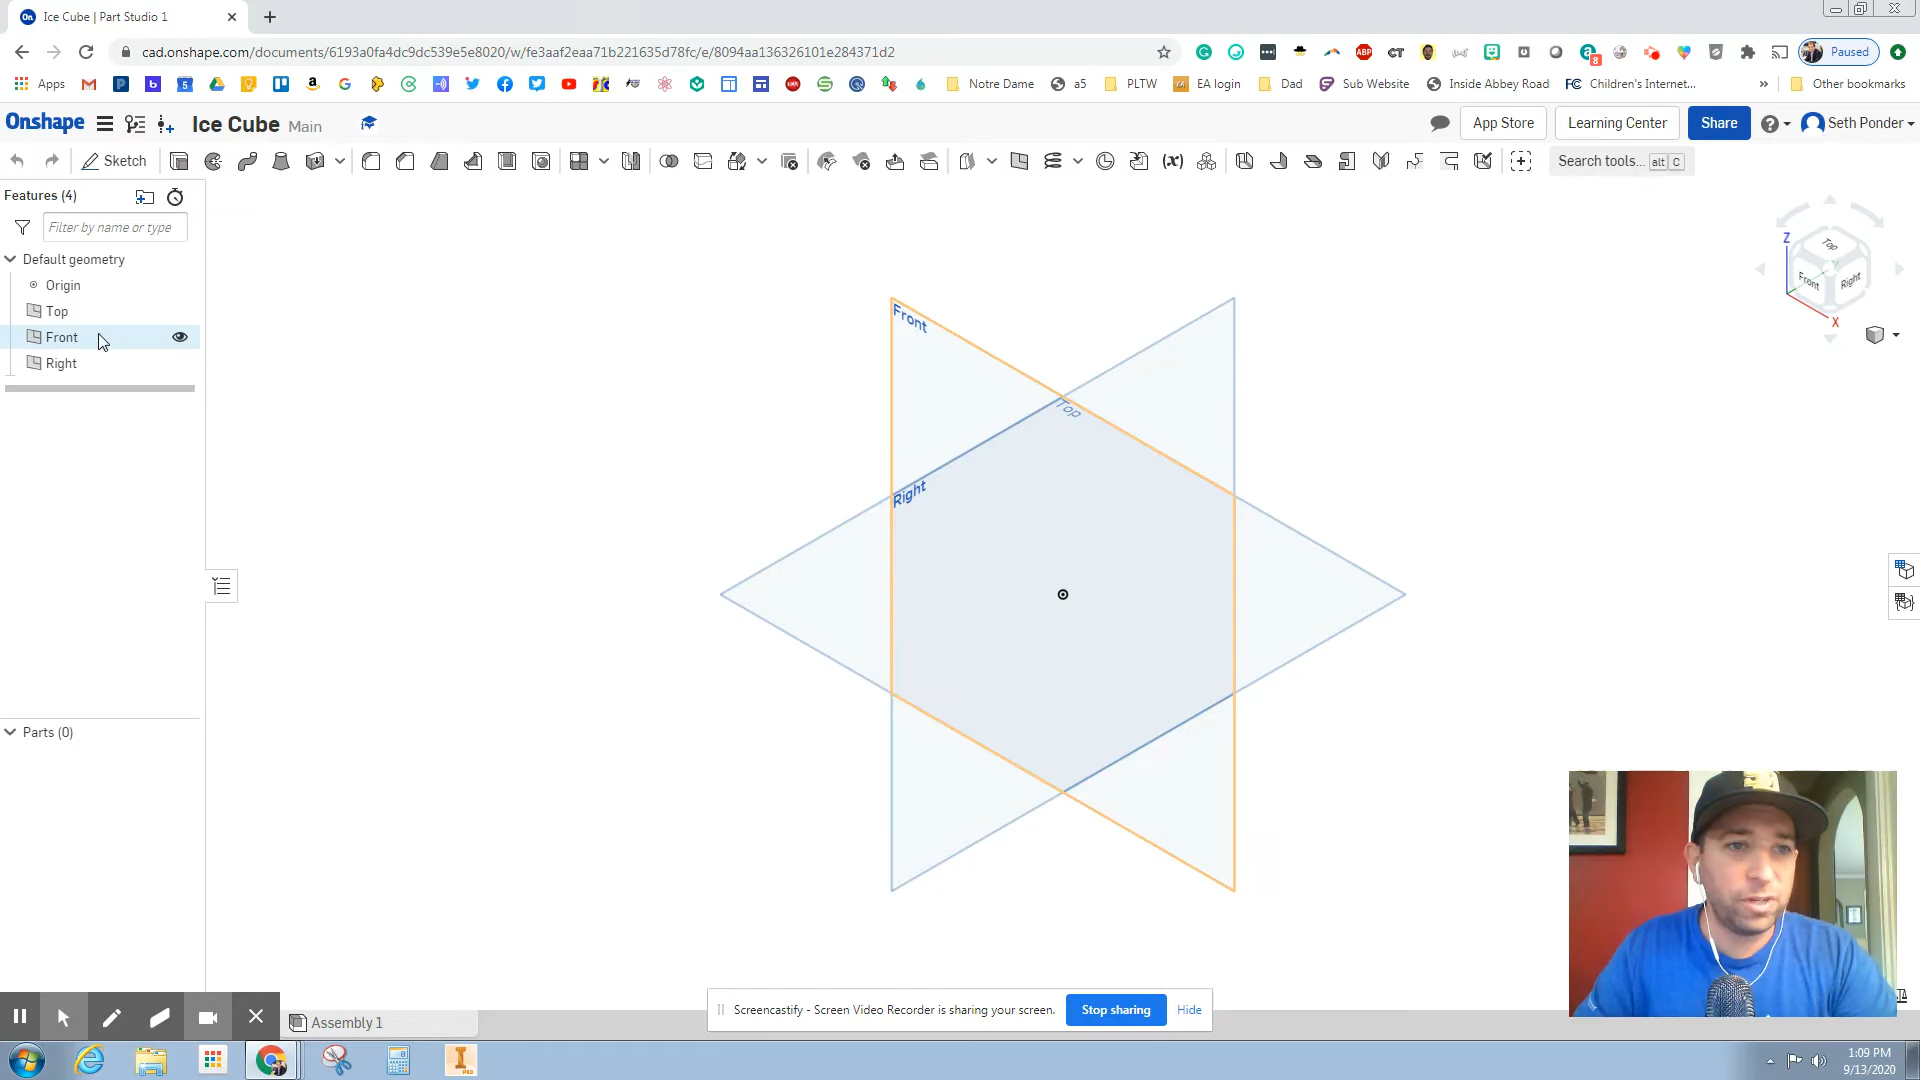 Ice Cube | Part Studio 1
cad.onshape.com/documents/6193a0fa4dc9dc539e5e8020/w/fe3aaf2eaa71b221635d78fc/e/8094aa136326101e284371d2
Paused
Apps
Notre Dame
a5
PLTW
EA login
Dad
Sub Website
Inside Abbey Road
Children's Internet...
Other bookmarks
Onshape
Ice Cube Main
App Store
Learning Center
Share
Seth Ponder
Sketch
Search tools... alt C
Features (4)
Filter by name or type
Default geometry
Origin
Top
Front
Right
Parts (0)
Front
Top
Right
Z
Top
Front
Right
X
Screencastify - Screen Video Recorder is sharing your screen.
Stop sharing
Hide
Assembly 1
1:09 PM
9/13/2020